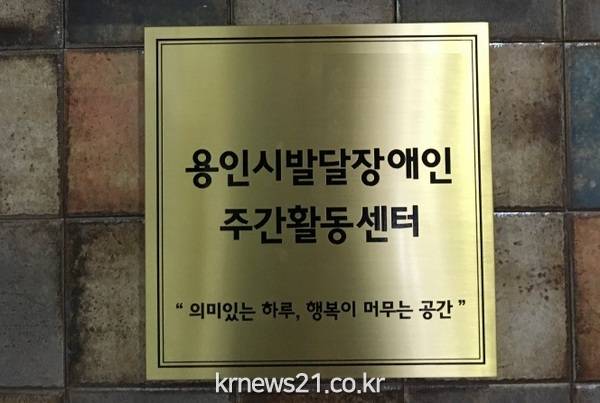 용인시발달장애인
주간활동센터
“ 의미있는 하루, 행복이 머무는 공간 ”
krnews21.co.kr